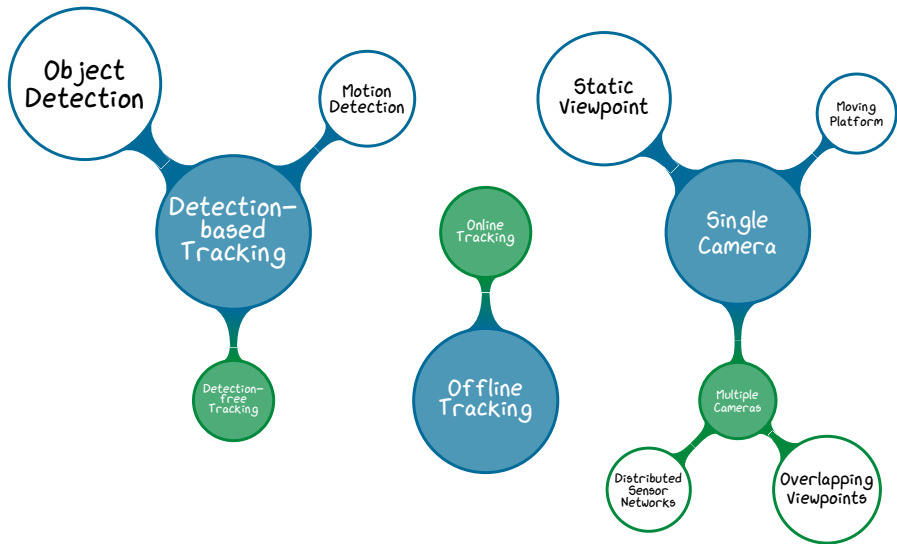 Object
Detection
Motion
Detection
Detection-
based
Tracking
Detection-
free
Tracking
Online
Tracking
Offline
Tracking
Static
Viewpoint
Moving
Platform
Single
Camera
Multiple
Cameras
Distributed
Sensor
Networks
Overlapping
Viewpoints